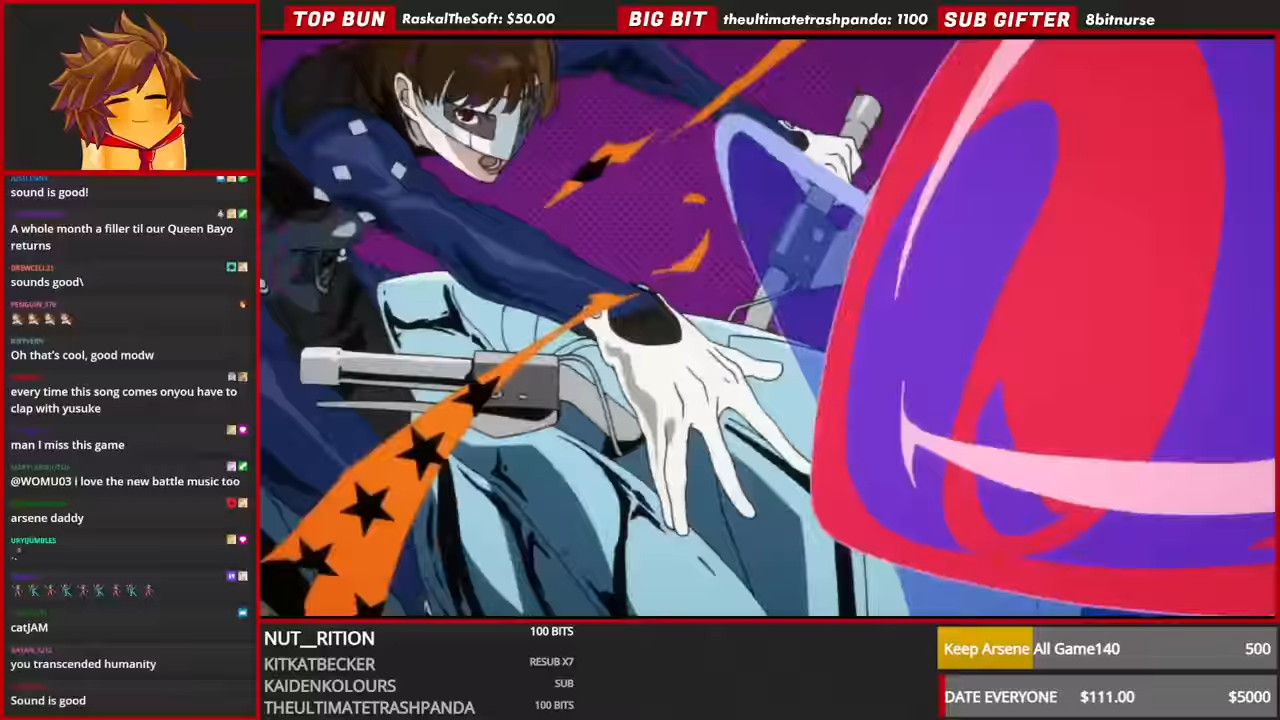 TOP BUN RaskalTheSoft: $50.00 BIG BIT theultimatetrashpanda: 1100 SUB GIFTER 8bitnurse
sound is good!
A whole month a filler til our Queen Bayo
returns
DREWCELL21
sounds good\
PENGUIN_376
Oh that's cool, good modw
every time this song comes onyou have to
clap with yusuke
man I miss this game
@WOMU03 i love the new battle music too
arsene daddy
URYIJUMBLES
catJAM
you transcended humanity
Sound is good
NUT__RITION 100 BITS
KITKATBECKER RESUB X7
KAIDENKOLOURS SUB
THEULTIMATETRASHPANDA 100 BITS
Keep Arsene All Game140 500
DATE EVERYONE $111.00 $5000